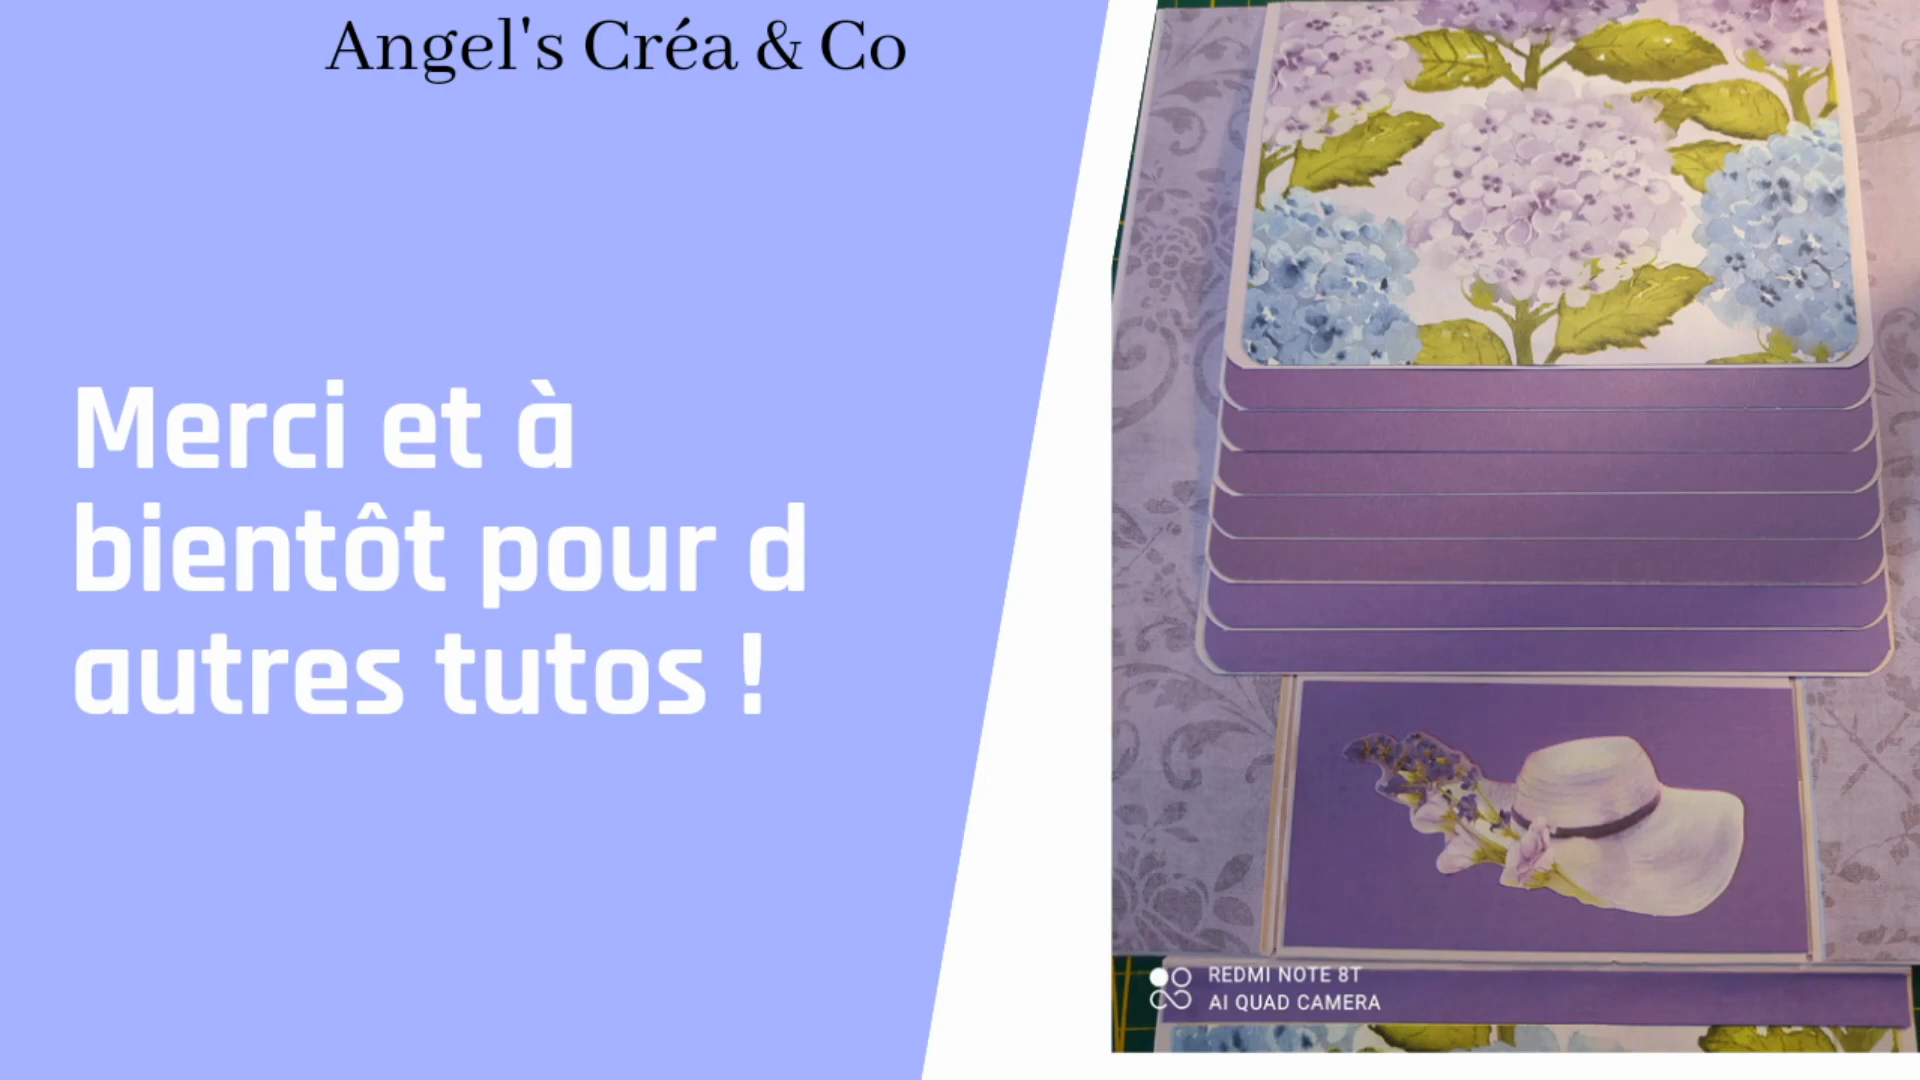 Angel's Créa & Co
Merci et à
bientôt pour d
autres tutos !
REDMI NOTE 8T
AI QUAD CAMERA